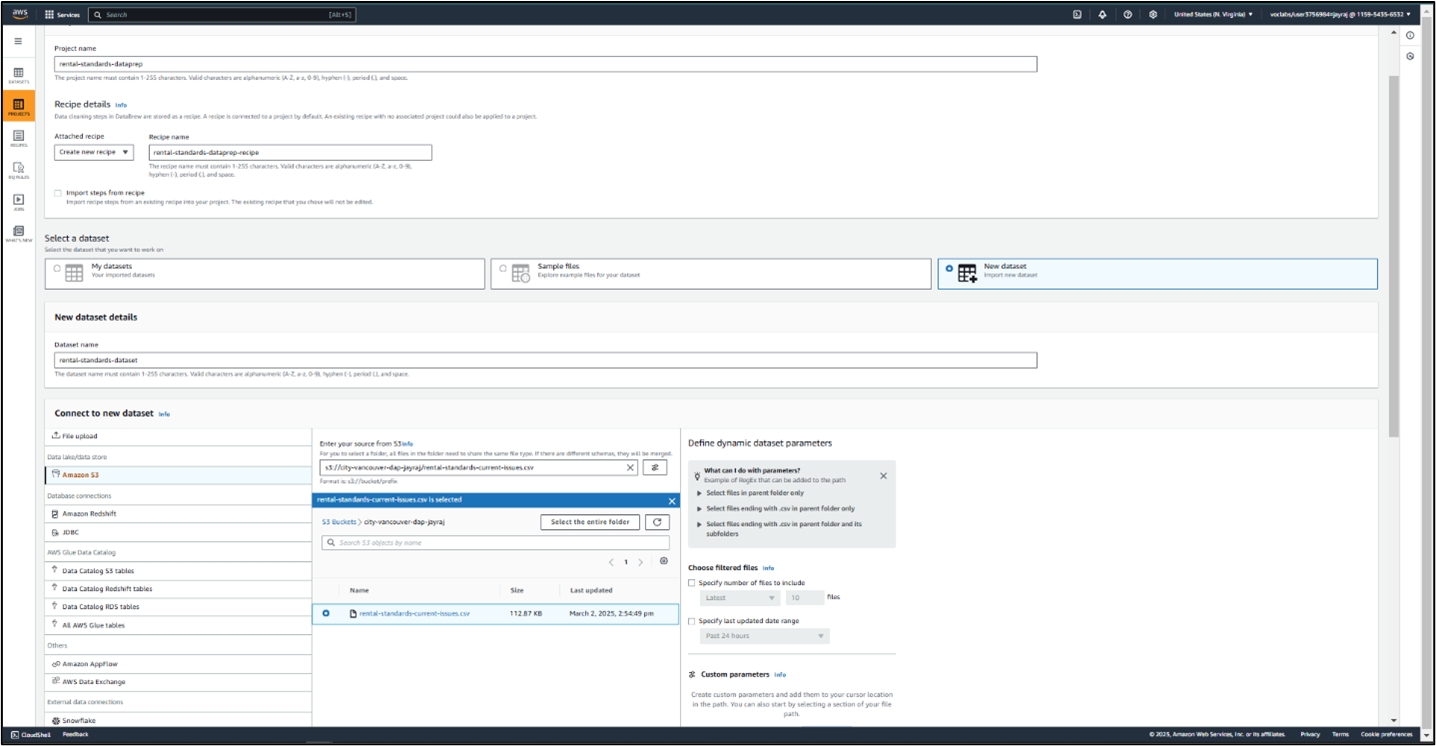 aws
Services
Search
[Alt+S]
United States (N. Virginia)
voclabs/user3756984=jayraj @ 1159-5435-6532
DATASETS
PROJECTS
RECIPES
DQ RULES
JOBS
WHAT'S NEW
Project name
rental-standards-dataprep
The project name must contain 1-255 characters. Valid characters are alphanumeric (A-Z, a-z, 0-9), hyphen (-), period (.), and space.
Recipe details Info
Data cleaning steps in DataBrew are stored as a recipe. A recipe is connected to a project by default. An existing recipe with no associated project could also be applied to a project.
Attached recipe
Recipe name
Create new recipe
rental-standards-dataprep-recipe
The recipe name must contain 1-255 characters. Valid characters are alphanumeric (A-Z, a-z, 0-9),
hyphen (-), period (.), and space.
Import steps from recipe
Import recipe steps from an existing recipe into your project. The existing recipe that you chose will not be edited.
Select a dataset
Select the dataset that you want to work on
My datasets
Your imported datasets
Sample files
Explore example files for your dataset
New dataset
Import new dataset
New dataset details
Dataset name
rental-standards-dataset
The dataset name must contain 1-255 characters. Valid characters are alphanumeric (A-Z, a-z, 0-9), hyphen (-), period (.), and space.
Connect to new dataset Info
File upload
Data lake/data store
Amazon S3
Database connections
Amazon Redshift
JDBC
AWS Glue Data Catalog
Data Catalog S3 tables
Data Catalog Redshift tables
Data Catalog RDS tables
All AWS Glue tables
Others
Amazon AppFlow
AWS Data Exchange
External data connections
Snowflake
Enter your source from S3 Info
For you to select a folder, all files in the folder need to share the same file type. If there are different schemas, they will be merged.
s3://city-vancouver-dap-jayraj/rental-standards-current-issues.csv
Format is: s3://bucket/prefix
rental-standards-current-issues.csv is selected
S3 Buckets > city-vancouver-dap-jayraj
Select the entire folder
Search S3 objects by name
1
Name
Size
Last updated
rental-standards-current-issues.csv
112.87 KB
March 2, 2025, 2:54:49 pm
Define dynamic dataset parameters
What can I do with parameters?
Example of RegEx that can be added to the path
Select files in parent folder only
Select files ending with .csv in parent folder only
Select files ending with .csv in parent folder and its
subfolders
Choose filtered files Info
Specify number of files to include
Latest
10
files
Specify last updated date range
Past 24 hours
Custom parameters Info
Create custom parameters and add them to your cursor location
in the path. You can also start by selecting a section of your file
path.
CloudShell
Feedback
© 2025, Amazon Web Services, Inc. or its affiliates.
Privacy
Terms
Cookie preferences